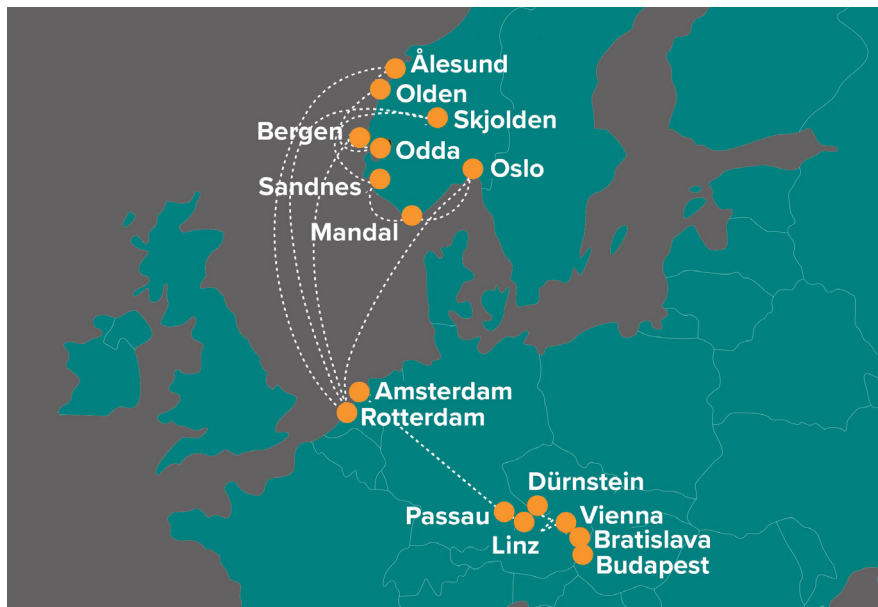 Ålesund
Olden
Skjolden
Bergen
Odda
Oslo
Sandnes
Mandal
Amsterdam
Rotterdam
Dürnstein
Passau
Vienna
Linz
Bratislava
Budapest